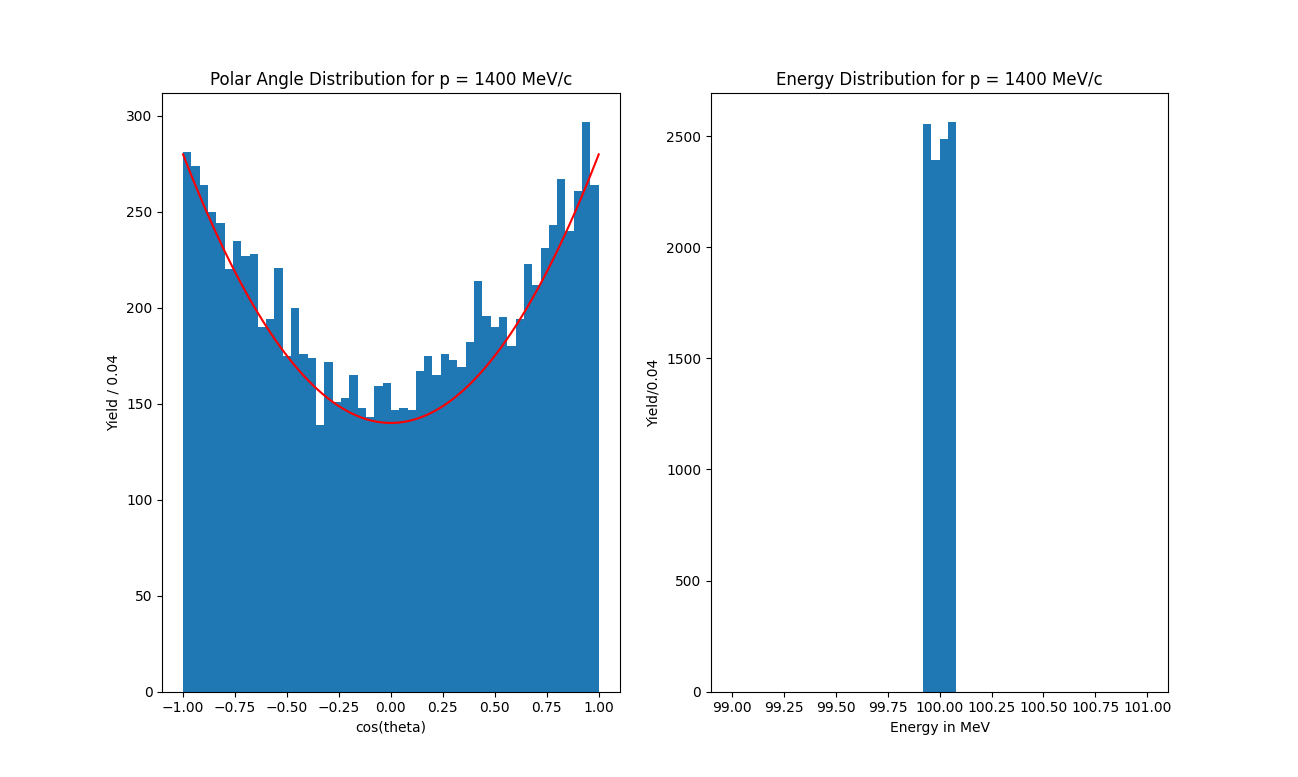 Polar Angle Distribution for p = 1400 MeV/c
300
250
200
150
100
50
0
Yield / 0.04
−1.00 −0.75 −0.50 −0.25 0.00 0.25 0.50 0.75 1.00
cos(theta)
Energy Distribution for p = 1400 MeV/c
2500
2000
1500
1000
500
0
Yield/0.04
99.00 99.25 99.50 99.75 100.00 100.25 100.50 100.75 101.00
Energy in MeV